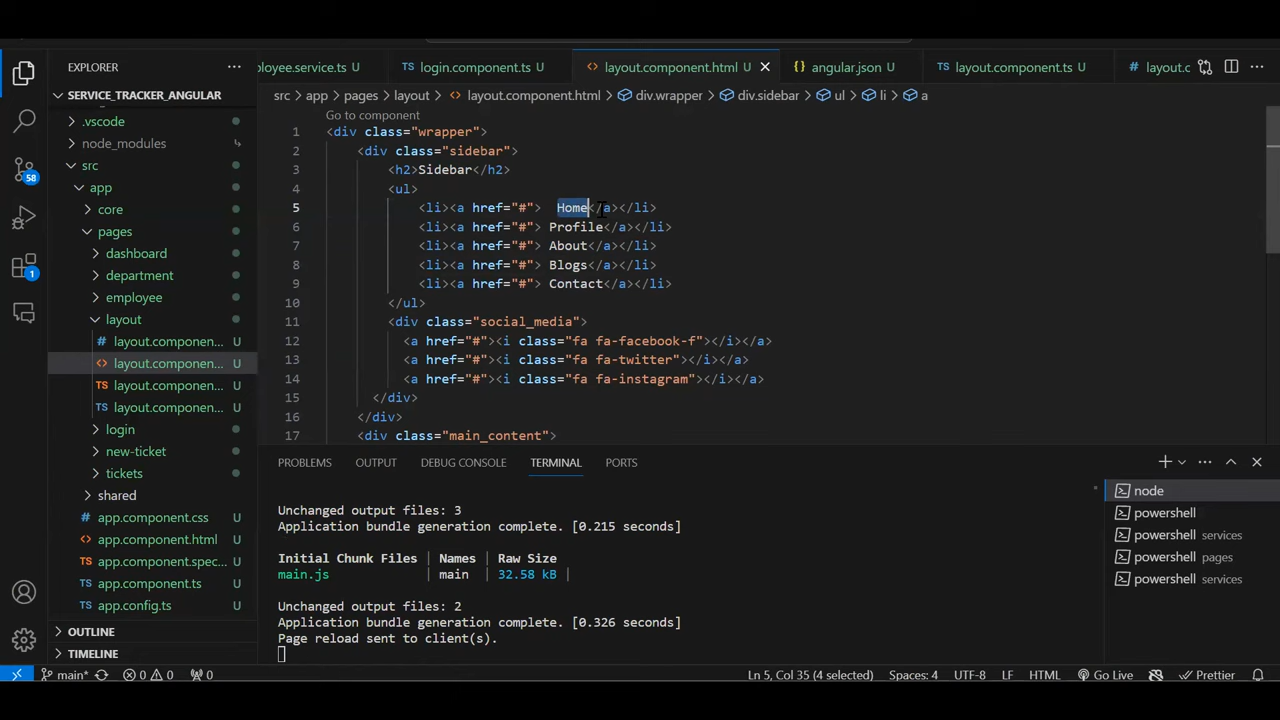 EXPLORER
SERVICE_TRACKER_ANGULAR
.vscode
node_modules
src
app
core
pages
dashboard
department
employee
layout
layout.componen...
layout.componen...
layout.componen...
layout.componen...
login
new-ticket
tickets
shared
app.component.css
app.component.html
app.component.spec...
app.component.ts
app.config.ts
OUTLINE
TIMELINE
58
1
ployee.service.ts U login.component.ts U layout.component.html U angular.json U layout.component.ts U layout.c
src > app > pages > layout > layout.component.html > div.wrapper > div.sidebar > ul > li > a
Go to component
1 <div class="wrapper">
2 <div class="sidebar">
3 <h2>Sidebar</h2>
4 <ul>
5 <li><a href="#"> Home</a></li>
6 <li><a href="#"> Profile</a></li>
7 <li><a href="#"> About</a></li>
8 <li><a href="#"> Blogs</a></li>
9 <li><a href="#"> Contact</a></li>
10 </ul>
11 <div class="social_media">
12 <a href="#"><i class="fa fa-facebook-f"></i></a>
13 <a href="#"><i class="fa fa-twitter"></i></a>
14 <a href="#"><i class="fa fa-instagram"></i></a>
15 </div>
16 </div>
17 <div class="main_content">
PROBLEMS OUTPUT DEBUG CONSOLE TERMINAL PORTS
Unchanged output files: 3
Application bundle generation complete. [0.215 seconds]
Initial Chunk Files | Names | Raw Size
main.js | main | 32.58 kB |
Unchanged output files: 2
Application bundle generation complete. [0.326 seconds]
Page reload sent to client(s).
node
powershell
powershell services
powershell pages
powershell services
main* 0 0 0 Ln 5, Col 35 (4 selected) Spaces: 4 UTF-8 LF HTML Go Live Prettier